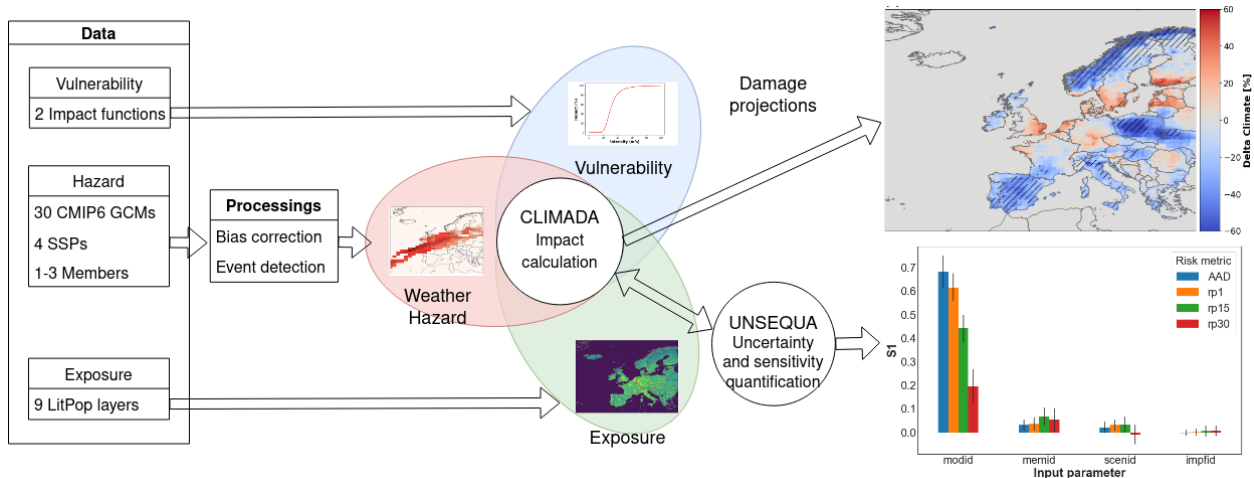 Data
Vulnerability
2 Impact functions
Hazard
30 CMIP6 GCMs
4 SSPs
1-3 Members
Processings
Bias correction
Event detection
Exposure
9 LitPop layers
Intensity (m/s)
Vulnerability
Weather
Hazard
CLIMADA
Impact
calculation
Exposure
UNSEQUA
Uncertainty
and sensitivity
quantification
Damage
projections
60
40
20
0
−20
−40
−60
Delta Climate [%]
Risk metric
AAD
rp1
rp15
rp30
0.7
0.6
0.5
0.4
0.3
0.2
0.1
0.0
S1
modid
memid
scenid
impfid
Input parameter